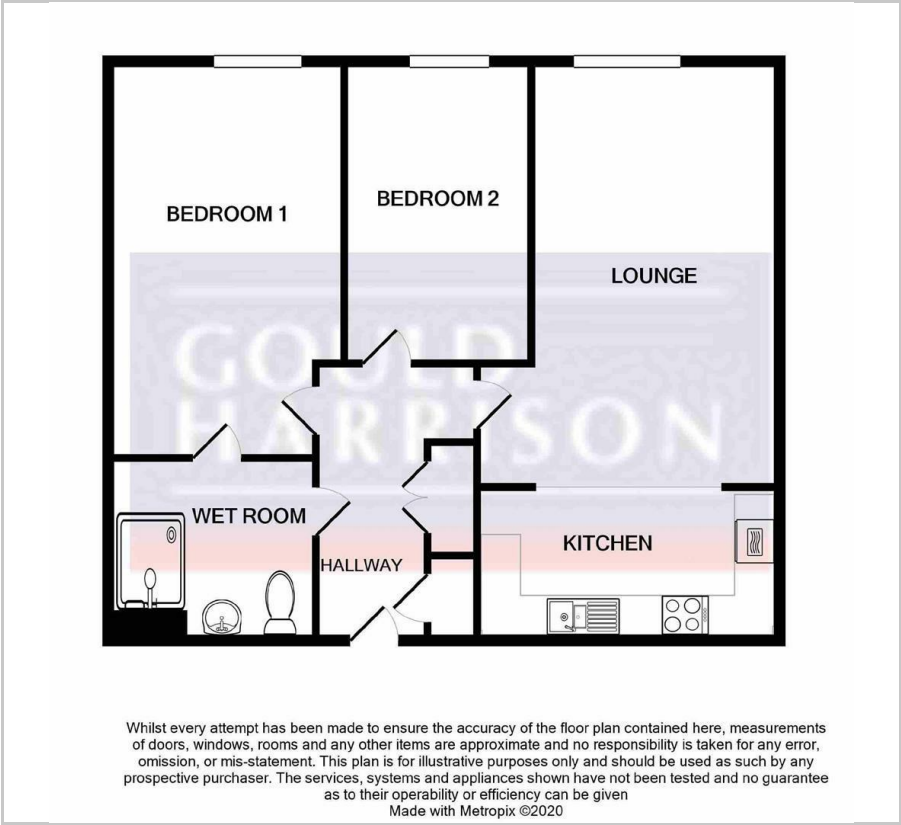 BEDROOM 1
BEDROOM 2
LOUNGE
GOULD
HARRISON
WET ROOM
KITCHEN
HALLWAY
Whilst every attempt has been made to ensure the accuracy of the floor plan contained here, measurements
of doors, windows, rooms and any other items are approximate and no responsibility is taken for any error,
omission, or mis-statement. This plan is for illustrative purposes only and should be used as such by any
prospective purchaser. The services, systems and appliances shown have not been tested and no guarantee
as to their operability or efficiency can be given
Made with Metropix ©2020